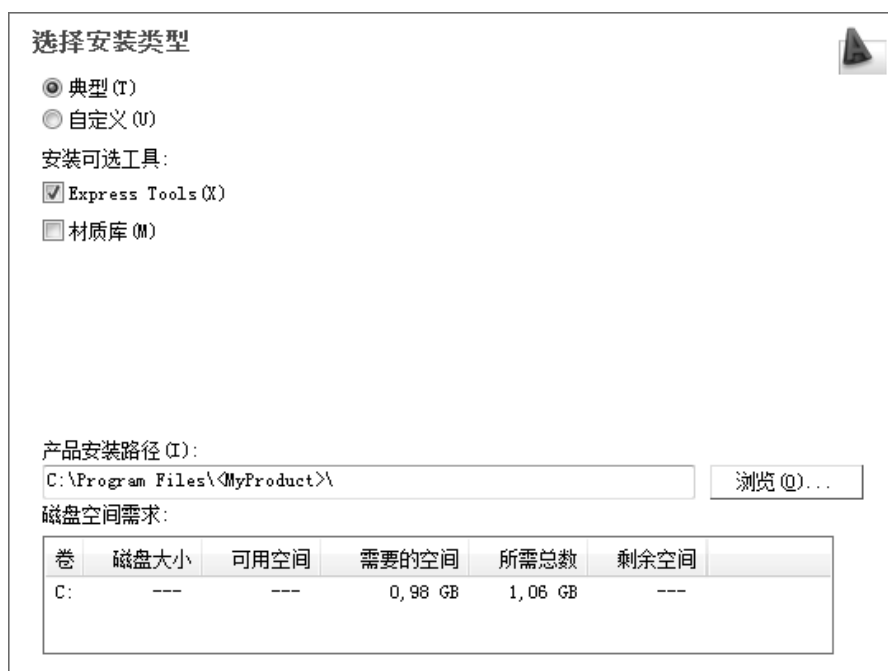 选择安装类型
典型(T)
自定义(U)
安装可选工具:
Express Tools(X)
材质库(M)
产品安装路径(I):
C:\Program Files\<MyProduct>\
浏览(O)...
磁盘空间需求:
卷 磁盘大小 可用空间 需要的空间 所需总数 剩余空间
C: --- --- 0,98 GB 1,06 GB ---